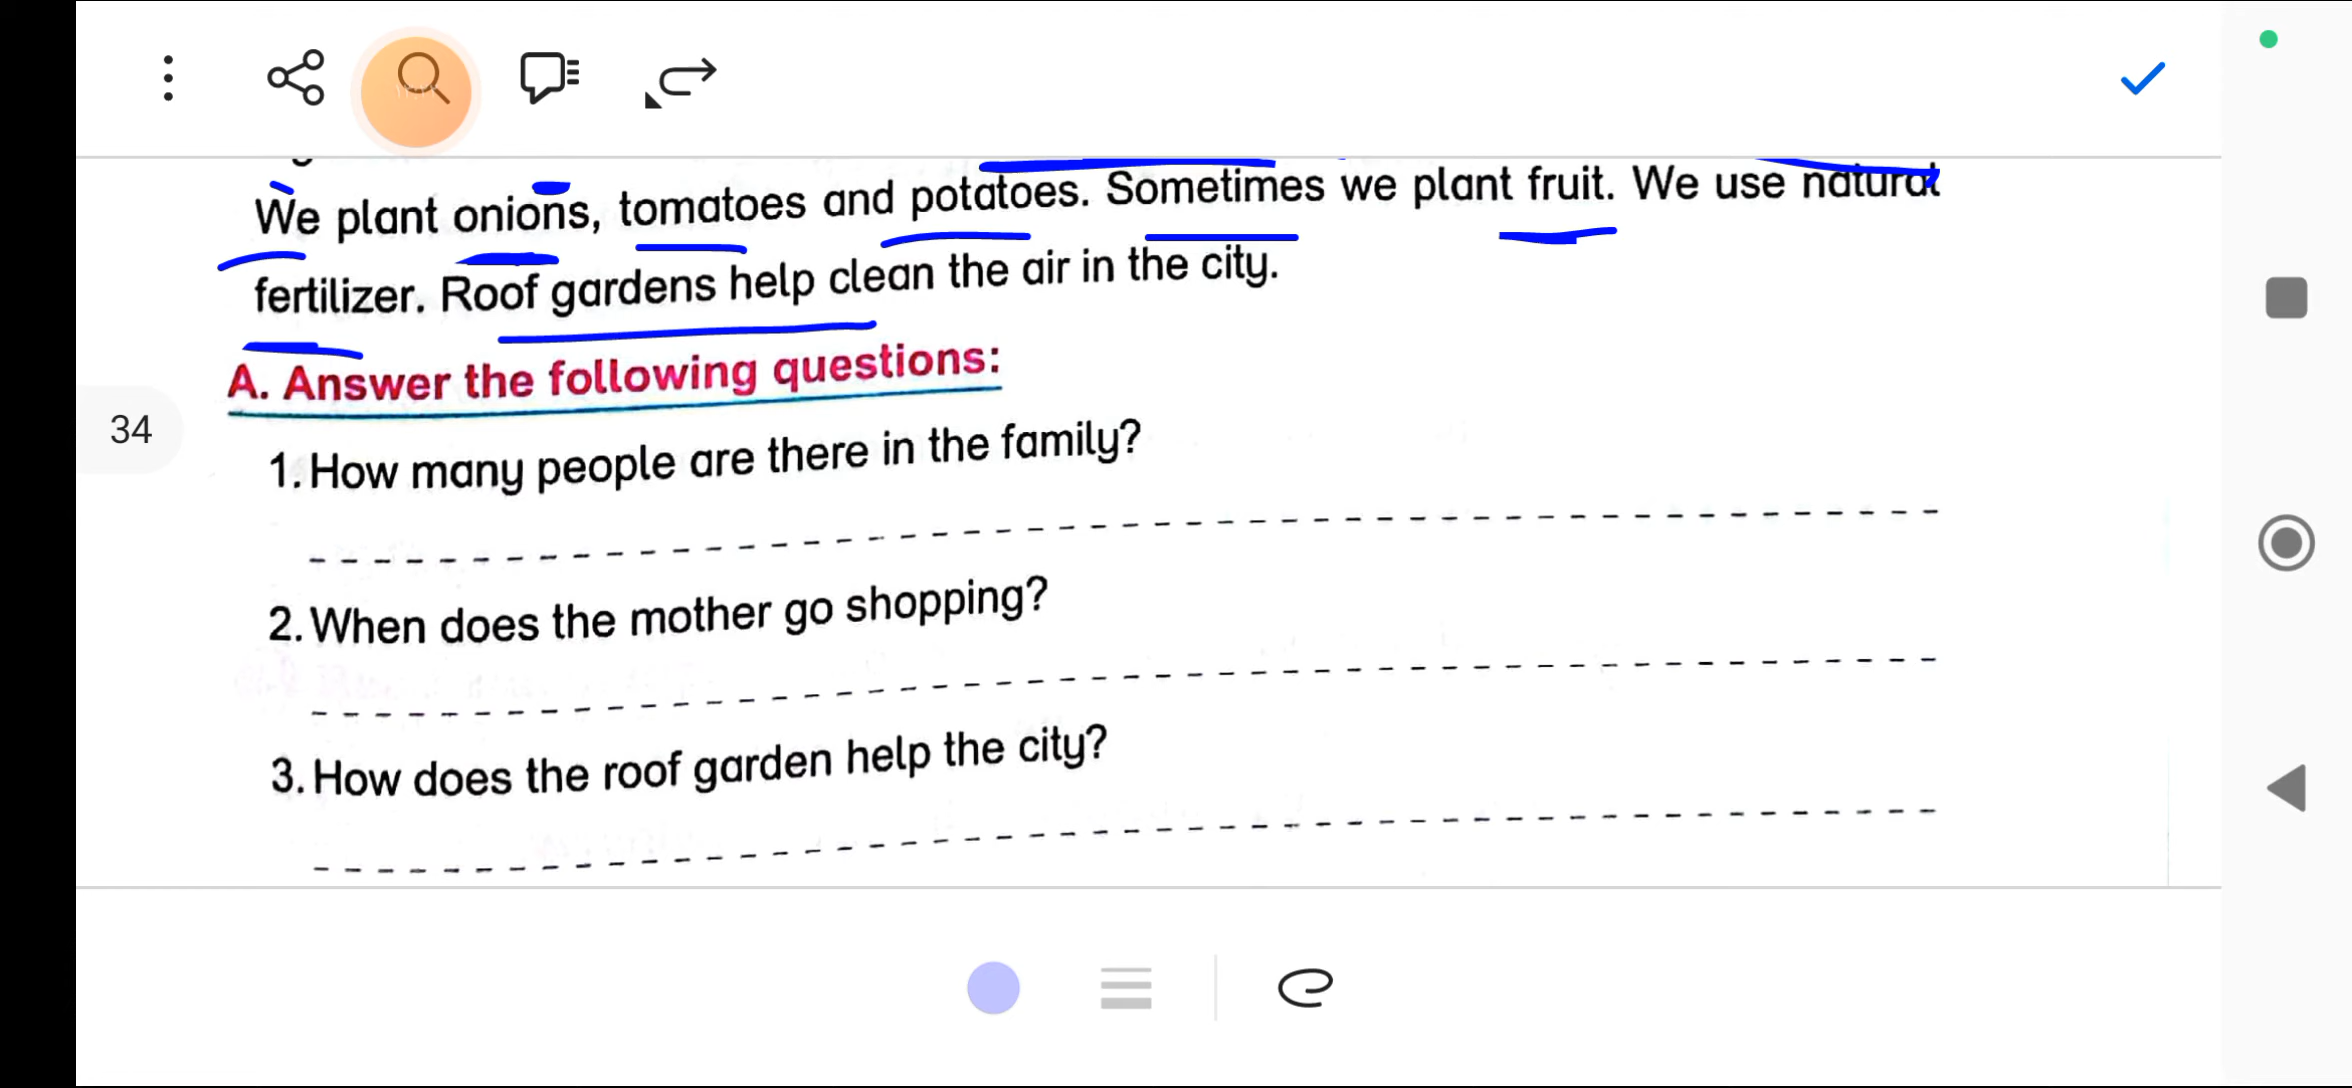 We plant onions, tomatoes and potatoes. Sometimes we plant fruit. We use natural
fertilizer. Roof gardens help clean the air in the city.
A. Answer the following questions:
34
1. How many people are there in the family?
2. When does the mother go shopping?
3. How does the roof garden help the city?